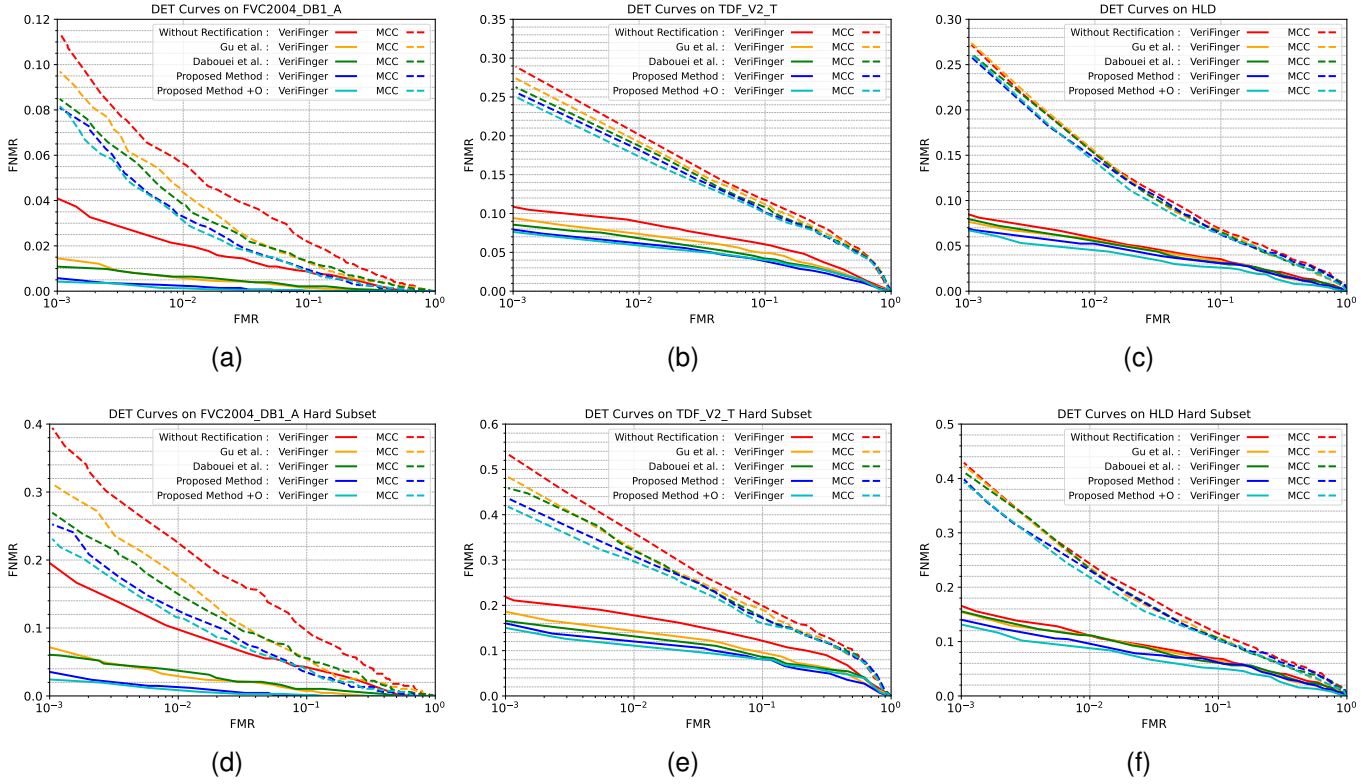 DET Curves on FVC2004_DB1_A
Without Rectification : VeriFinger MCC
Gu et al. : VeriFinger MCC
Dabouei et al. : VeriFinger MCC
Proposed Method : VeriFinger MCC
Proposed Method +O : VeriFinger MCC
0.12
0.10
0.08
0.06
0.04
0.02
0.00
FNMR
10⁻³ 10⁻² 10⁻¹ 10⁰
FMR
(a)
DET Curves on TDF_V2_T
Without Rectification : VeriFinger MCC
Gu et al. : VeriFinger MCC
Dabouei et al. : VeriFinger MCC
Proposed Method : VeriFinger MCC
Proposed Method +O : VeriFinger MCC
0.35
0.30
0.25
0.20
0.15
0.10
0.05
0.00
FNMR
10⁻³ 10⁻² 10⁻¹ 10⁰
FMR
(b)
DET Curves on HLD
Without Rectification : VeriFinger MCC
Gu et al. : VeriFinger MCC
Dabouei et al. : VeriFinger MCC
Proposed Method : VeriFinger MCC
Proposed Method +O : VeriFinger MCC
0.30
0.25
0.20
0.15
0.10
0.05
0.00
FNMR
10⁻³ 10⁻² 10⁻¹ 10⁰
FMR
(c)
DET Curves on FVC2004_DB1_A Hard Subset
Without Rectification : VeriFinger MCC
Gu et al. : VeriFinger MCC
Dabouei et al. : VeriFinger MCC
Proposed Method : VeriFinger MCC
Proposed Method +O : VeriFinger MCC
0.4
0.3
0.2
0.1
0.0
FNMR
10⁻³ 10⁻² 10⁻¹ 10⁰
FMR
(d)
DET Curves on TDF_V2_T Hard Subset
Without Rectification : VeriFinger MCC
Gu et al. : VeriFinger MCC
Dabouei et al. : VeriFinger MCC
Proposed Method : VeriFinger MCC
Proposed Method +O : VeriFinger MCC
0.6
0.5
0.4
0.3
0.2
0.1
0.0
FNMR
10⁻³ 10⁻² 10⁻¹ 10⁰
FMR
(e)
DET Curves on HLD Hard Subset
Without Rectification : VeriFinger MCC
Gu et al. : VeriFinger MCC
Dabouei et al. : VeriFinger MCC
Proposed Method : VeriFinger MCC
Proposed Method +O : VeriFinger MCC
0.5
0.4
0.3
0.2
0.1
0.0
FNMR
10⁻³ 10⁻² 10⁻¹ 10⁰
FMR
(f)